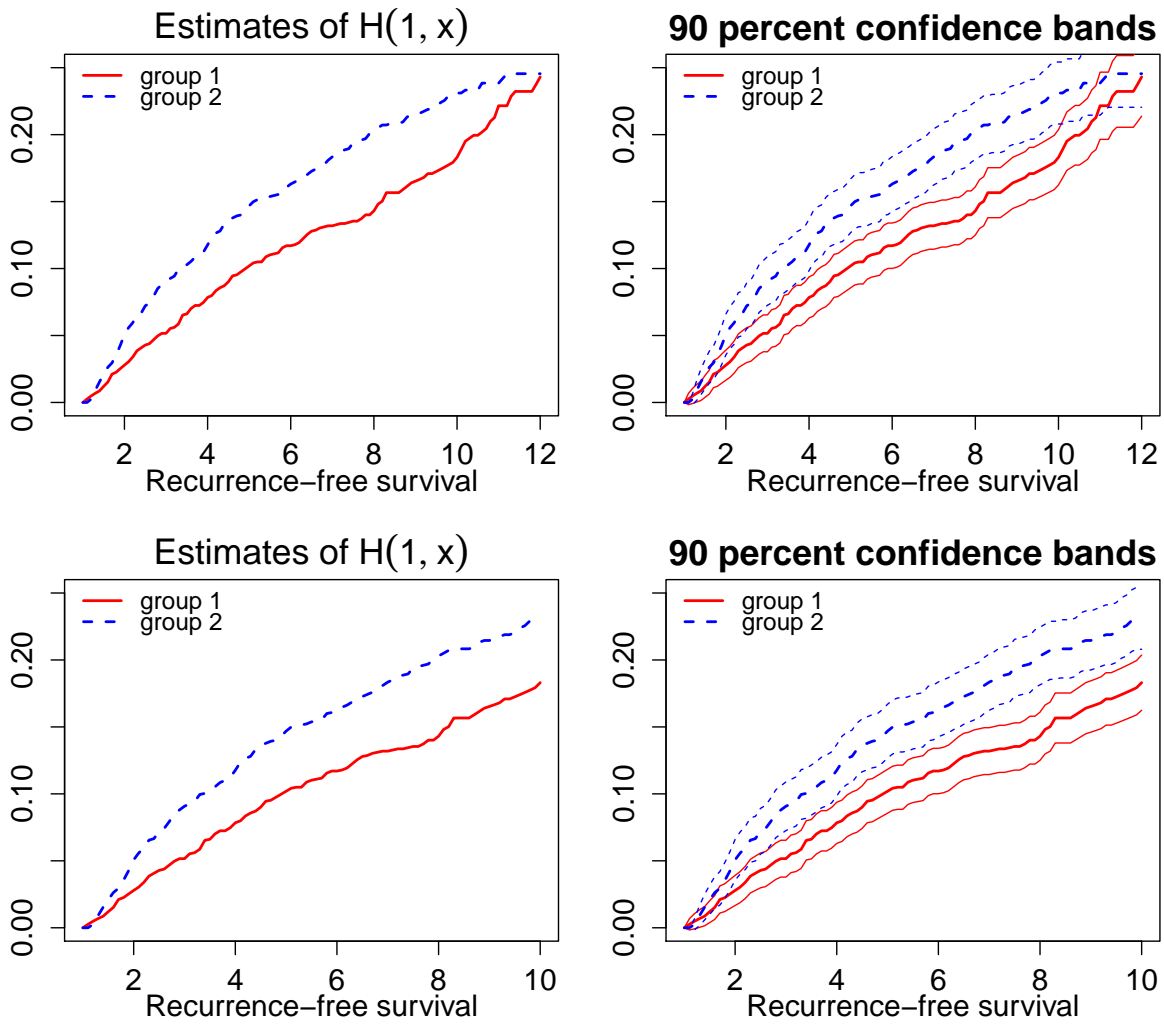 Estimates of H(1, x)
group 1
group 2
0.00 0.10 0.20
2 4 6 8 10 12
Recurrence−free survival
90 percent confidence bands
group 1
group 2
0.00 0.10 0.20
2 4 6 8 10 12
Recurrence−free survival
Estimates of H(1, x)
group 1
group 2
0.00 0.10 0.20
2 4 6 8 10
Recurrence−free survival
90 percent confidence bands
group 1
group 2
0.00 0.10 0.20
2 4 6 8 10
Recurrence−free survival